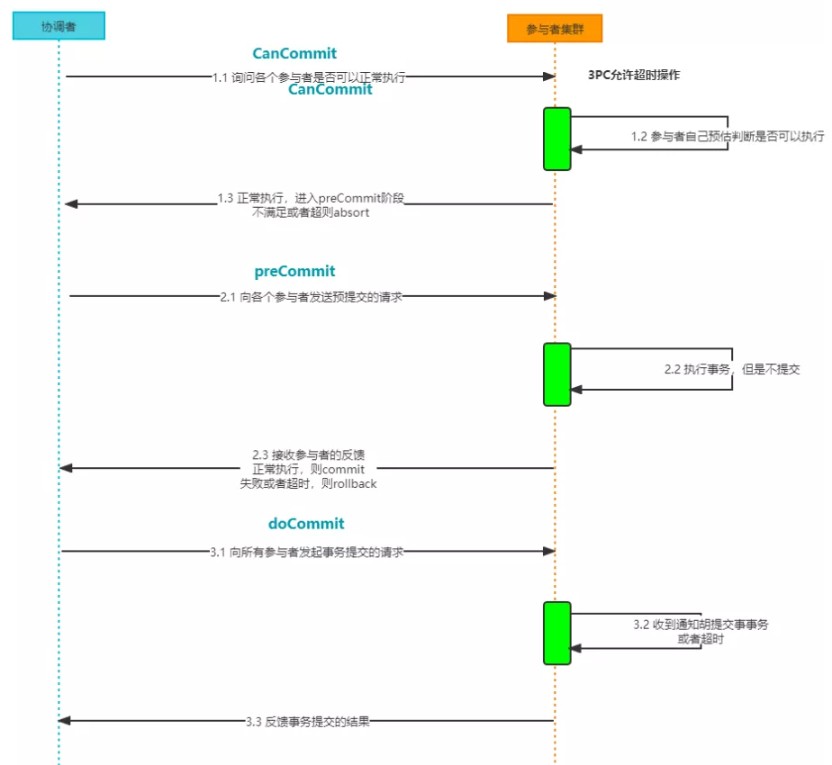 协调者
参与者集群
CanCommit
1.1 询问各个参与者是否可以正常执行
CanCommit
3PC允许超时操作
1.2 参与者自己预估判断是否可以执行
1.3 正常执行，进入preCommit阶段
不满足或者超则absort
preCommit
2.1 向各个参与者发送预提交的请求
2.2 执行事务，但是不提交
2.3 接收参与者的反馈
正常执行，则commit
失败或者超时，则rollback
doCommit
3.1 向所有参与者发起事务提交的请求
3.2 收到通知胡提交事事务
或者超时
3.3 反馈事务提交的结果